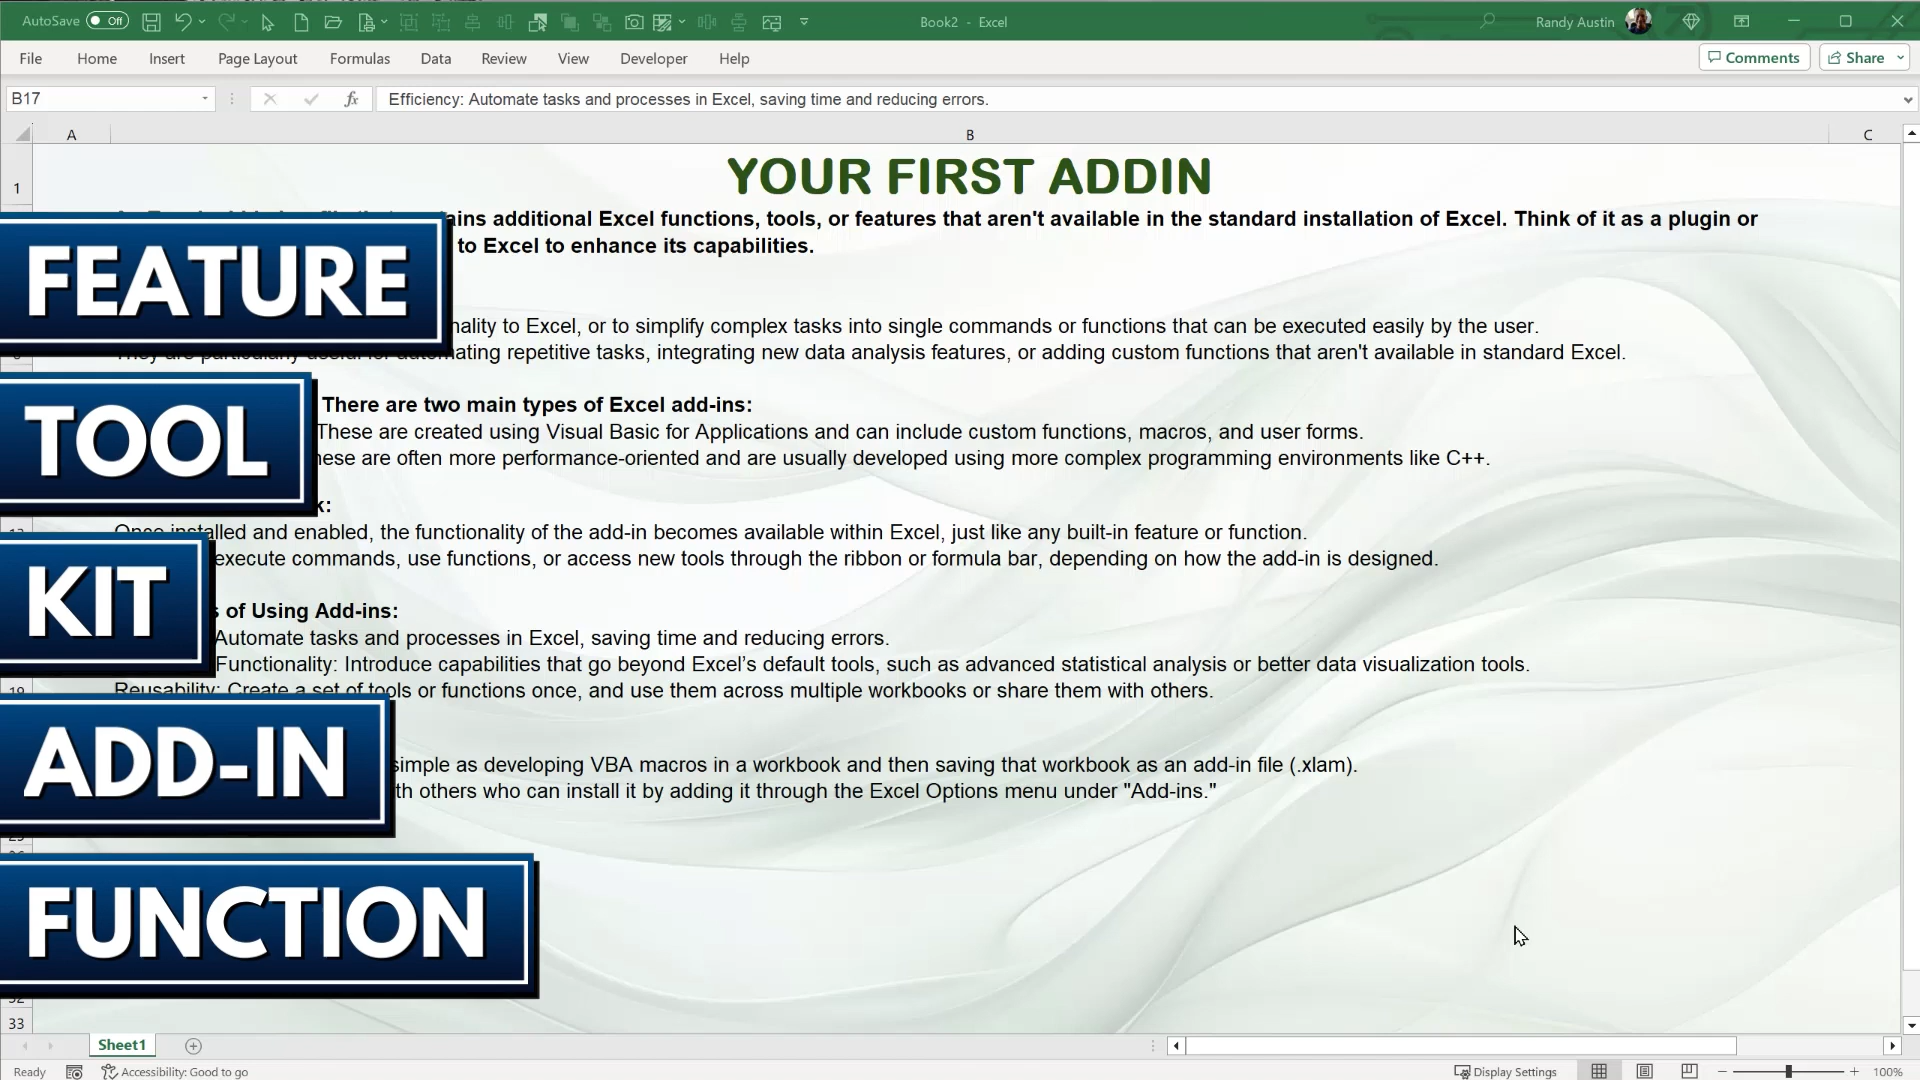 AutoSave Off Book2 - Excel Randy Austin
File Home Insert Page Layout Formulas Data Review View Developer Help Comments Share
B17 fx Efficiency: Automate tasks and processes in Excel, saving time and reducing errors.
A B C
1 YOUR FIRST ADDIN
additional Excel functions, tools, or features that aren't available in the standard installation of Excel. Think of it as a plugin or
to Excel to enhance its capabilities.
FEATURE
to Excel, or to simplify complex tasks into single commands or functions that can be executed easily by the user.
They are particularly useful for automating repetitive tasks, integrating new data analysis features, or adding custom functions that aren't available in standard Excel.
There are two main types of Excel add-ins:
These are created using Visual Basic for Applications and can include custom functions, macros, and user forms.
TOOL
are often more performance-oriented and are usually developed using more complex programming environments like C++.
Once installed and enabled, the functionality of the add-in becomes available within Excel, just like any built-in feature or function.
execute commands, use functions, or access new tools through the ribbon or formula bar, depending on how the add-in is designed.
KIT
of Using Add-ins:
Automate tasks and processes in Excel, saving time and reducing errors.
Functionality: Introduce capabilities that go beyond Excel’s default tools, such as advanced statistical analysis or better data visualization tools.
19 Reusability: Create a set of tools or functions once, and use them across multiple workbooks or share them with others.
ADD-IN
simple as developing VBA macros in a workbook and then saving that workbook as an add-in file (.xlam).
others who can install it by adding it through the Excel Options menu under "Add-ins."
FUNCTION
32
33
Sheet1
Ready Accessibility: Good to go Display Settings 100%